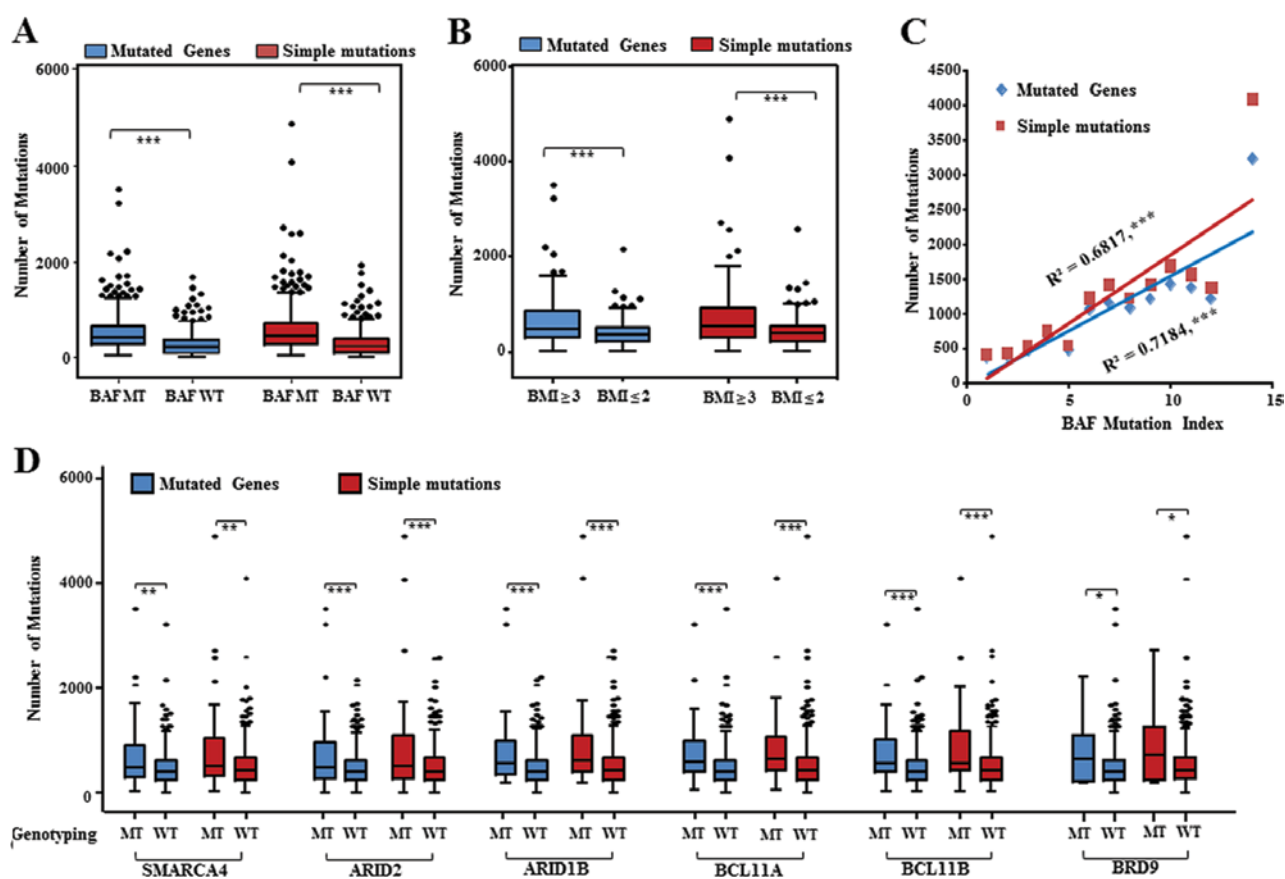 A
Mutated Genes
Simple mutations
Number of Mutations
6000
4000
2000
0
***
***
BAF MT
BAF WT
BAF MT
BAF WT
B
Mutated Genes
Simple mutations
Number of Mutations
6000
4000
2000
0
***
***
BMI≥3
BMI≤2
BMI≥3
BMI≤2
C
Mutated Genes
Simple mutations
Number of Mutations
4500
4000
3500
3000
2500
2000
1500
1000
500
0
R² = 0.6817, ***
R² = 0.7184, ***
0
5
10
15
BAF Mutation Index
D
Mutated Genes
Simple mutations
Number of Mutations
6000
4000
2000
0
** ** *** *** *** *** *** *** *** *** * *
Genotyping MT WT MT WT MT WT MT WT MT WT MT WT MT WT MT WT MT WT MT WT MT WT MT WT
SMARCA4 ARID2 ARID1B BCL11A BCL11B BRD9